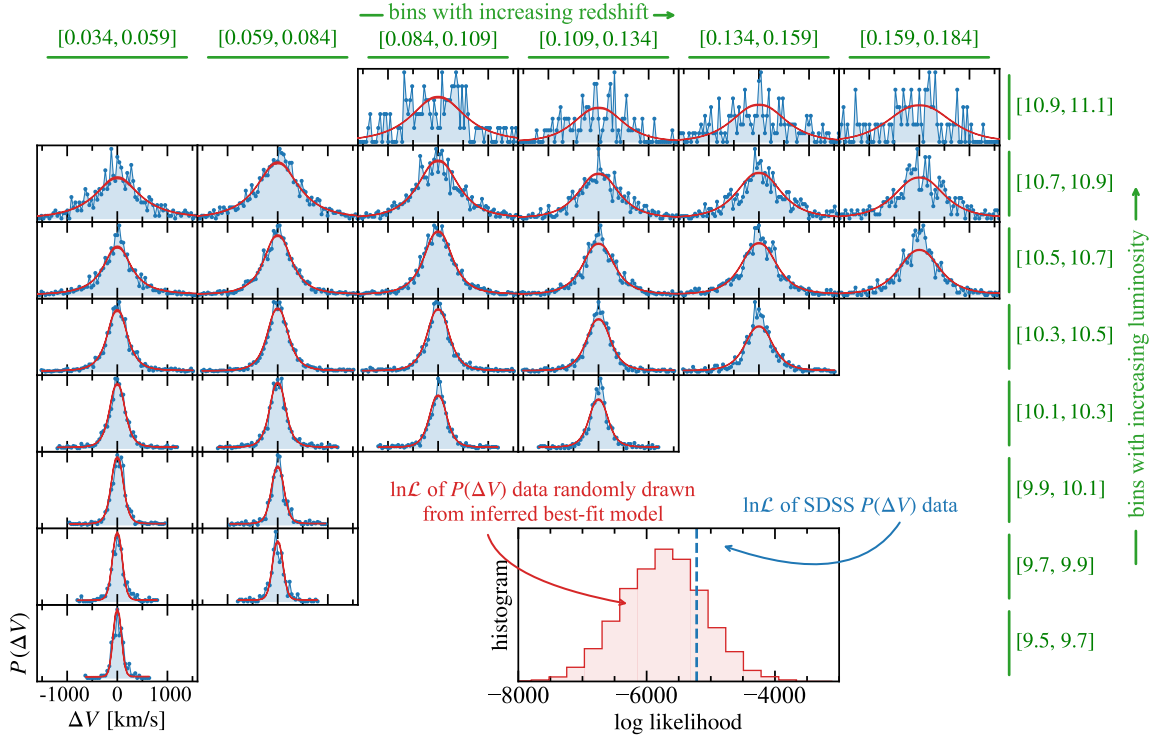 bins with increasing redshift
[0.034, 0.059] [0.059, 0.084] [0.084, 0.109] [0.109, 0.134] [0.134, 0.159] [0.159, 0.184]
[10.9, 11.1]
[10.7, 10.9]
[10.5, 10.7]
[10.3, 10.5]
[10.1, 10.3]
[9.9, 10.1]
[9.7, 9.9]
[9.5, 9.7]
bins with increasing luminosity
lnℒ of P(ΔV) data randomly drawn
from inferred best-fit model
lnℒ of SDSS P(ΔV) data
histogram
−8000 −6000 −4000
log likelihood
P(ΔV)
-1000 0 1000
ΔV [km/s]